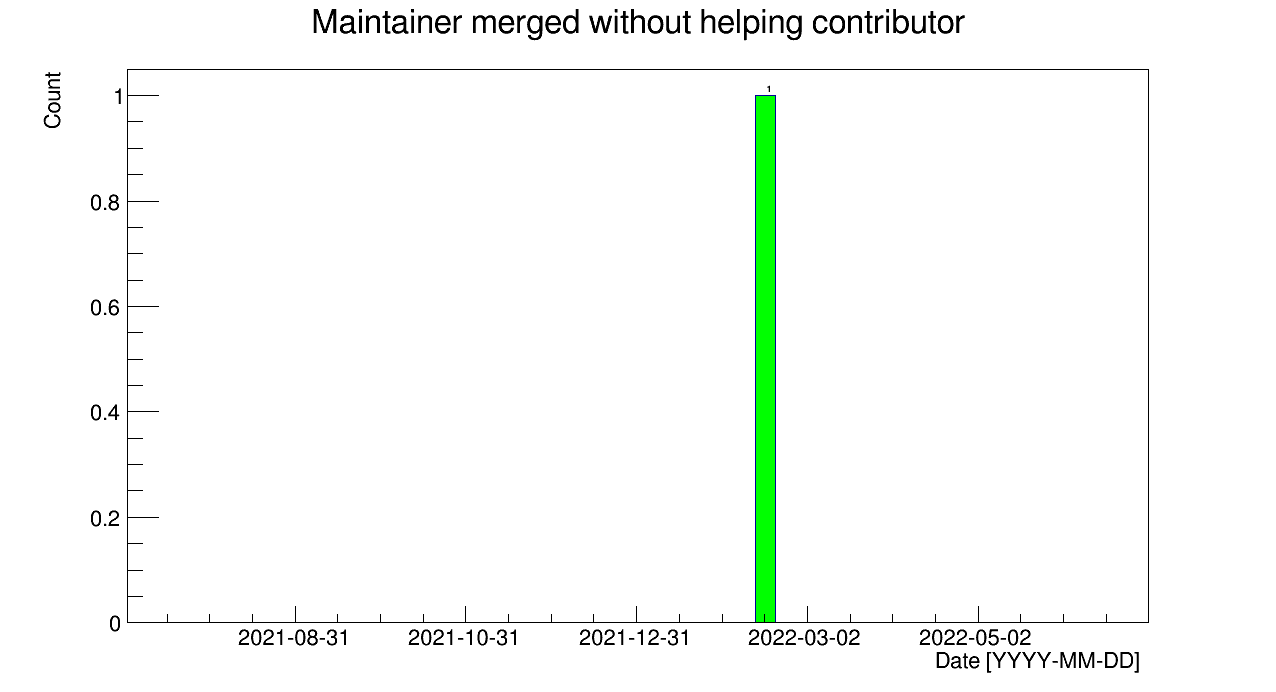 Maintainer merged without helping contributor
Count
1
1
0.8
0.6
0.4
0.2
0
2021-08-31 2021-10-31 2021-12-31 2022-03-02 2022-05-02
Date [YYYY-MM-DD]